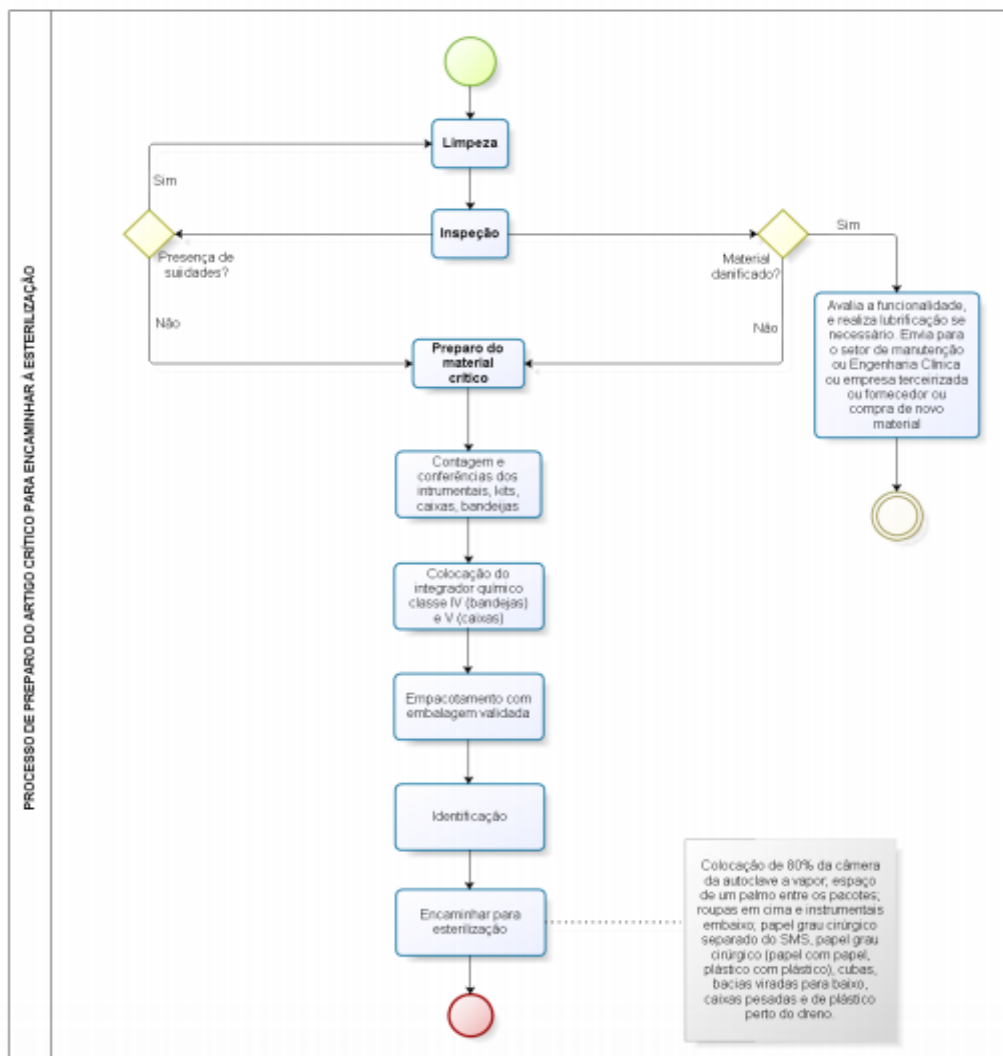 PROCESSO DE PREPARO DO ARTIGO CRÍTICO PARA ENCAMINHAR À ESTERILIZAÇÃO
Limpeza
Sim
Inspeção
Presença de
suijdades?
Não
Material
danificado?
Sim
Não
Avalia a funcionalidade,
e realiza lubrificação se
necessário. Envia para
o setor de manutenção
ou Engenharia Clínica
ou empresa terceirizada
ou fornecedor ou
compra de novo
material
Preparo do
material
crítico
Contagem e
conferências dos
intrumentais, kits,
caixas, bandeijas
Colocação do
integrador químico
classe IV (bandejas)
e V (caixas)
Empacotamento com
embalagem validada
Identificação
Encaminhar para
esterilização
Colocação de 80% da câmera
da autoclave a vapor; espaço
de um palmo entre os pacotes;
roupas em cima e instrumentais
embaixo; papel grau cirúrgico
separado do SMS, papel grau
cirúrgico (papel com papel,
plástico com plástico), cubas,
bacias viradas para baixo,
caixas pesadas e de plástico
perto do dreno.